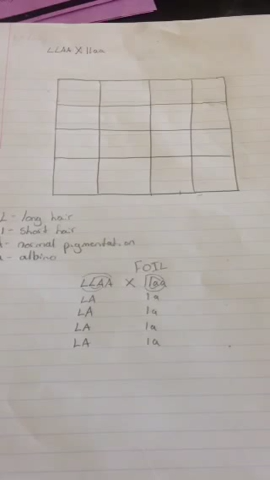 LLAA X llaa
L - long hair
l - short hair
A - normal pigmentation
a - albino
FOIL
LLAA X llaa
LA la
LA la
LA la
LA la